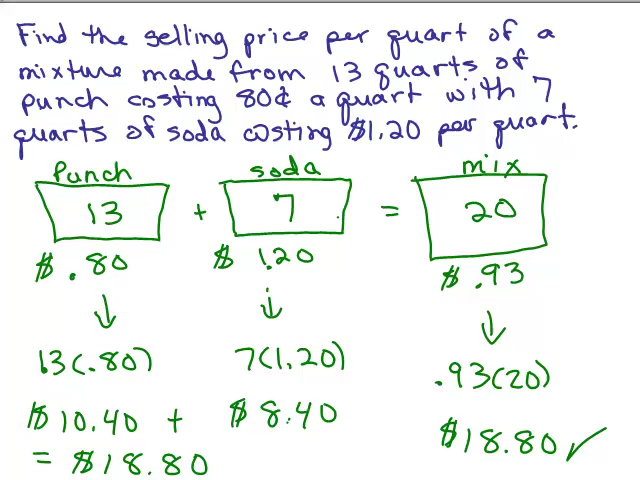 Find the selling price per quart of a
mixture made from 13 quarts of
punch costing 80¢ a quart with 7
quarts of soda costing $1.20 per quart.
Punch soda mix
13 + 7 = 20
$.80 $1.20 $.93
↓ ↓ ↓
13(.80) 7(1.20) .93(20)
$10.40 + $8.40 $18.80 ✓
= $18.80